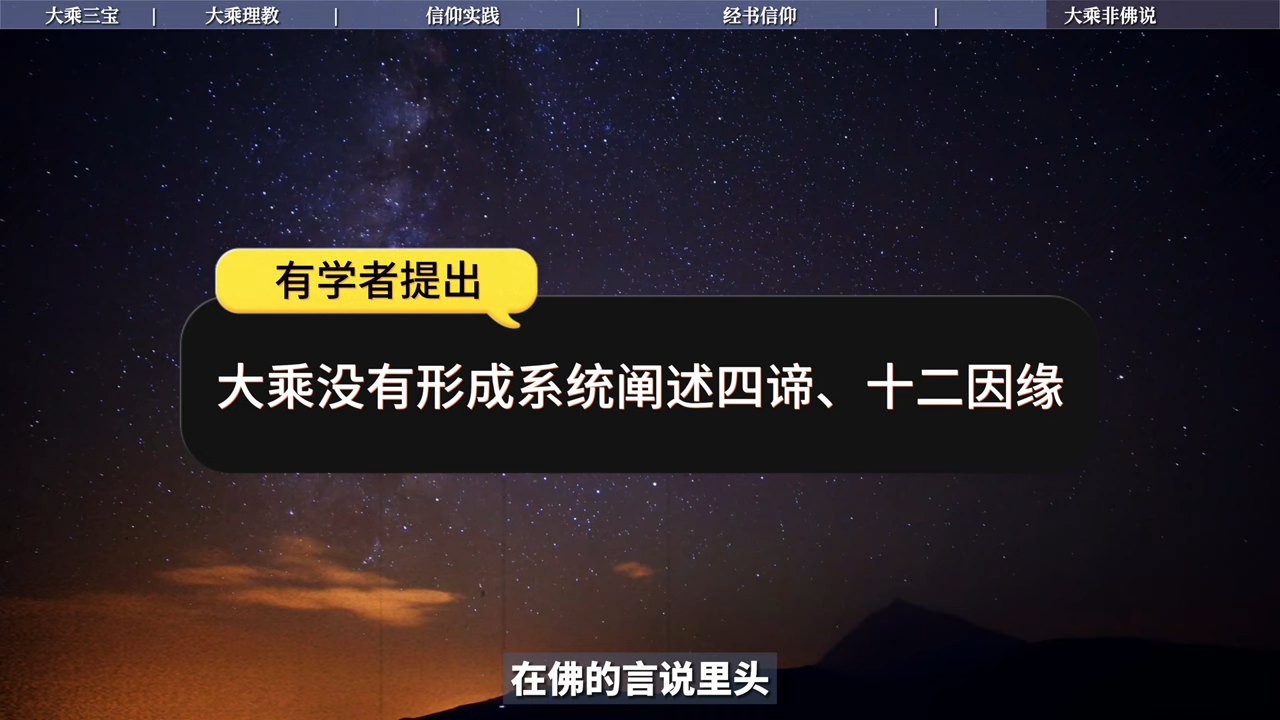 大乘三宝 | 大乘理教 | 信仰实践 | 经书信仰 | 大乘非佛说
有学者提出
大乘没有形成系统阐述四谛、十二因缘
在佛的言说里头